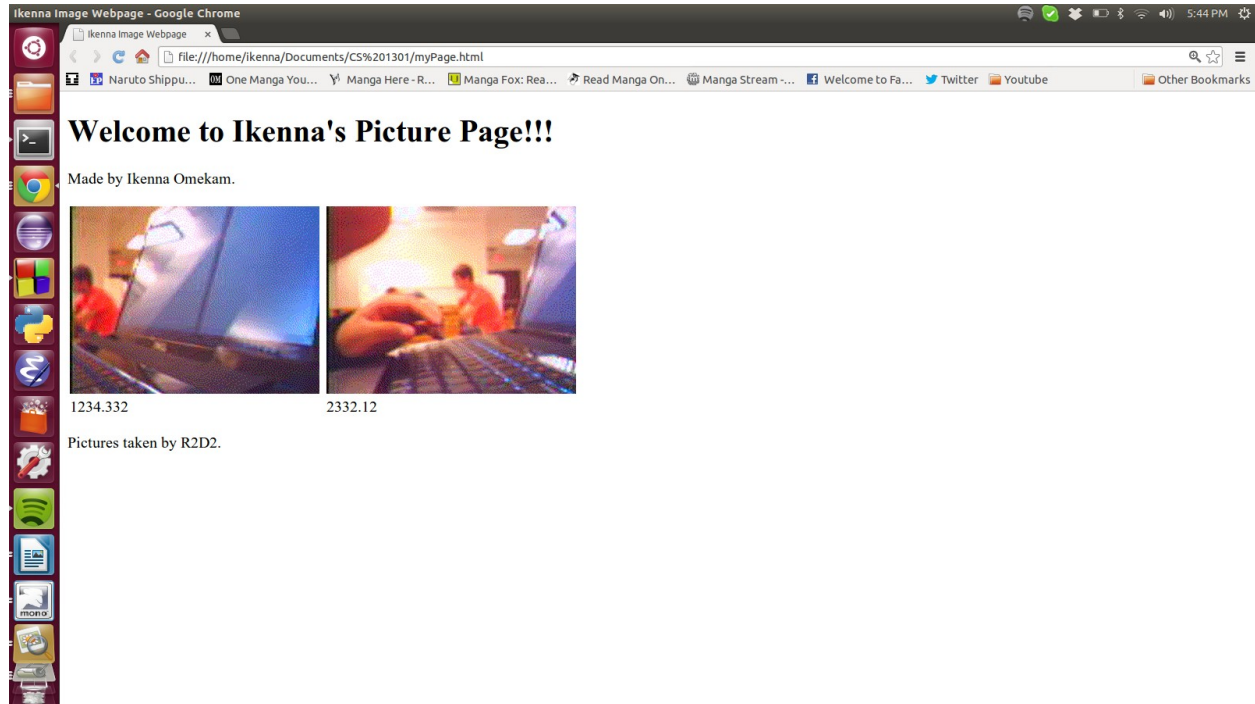 Ikenna Image Webpage - Google Chrome
5:44 PM
Ikenna Image Webpage ×
file:///home/ikenna/Documents/CS%201301/myPage.html
Naruto Shippu... One Manga You... Manga Here - R... Manga Fox: Rea... Read Manga On... Manga Stream -... Welcome to Fa... Twitter Youtube Other Bookmarks
Welcome to Ikenna's Picture Page!!!
Made by Ikenna Omekam.
1234.332 2332.12
Pictures taken by R2D2.
mono